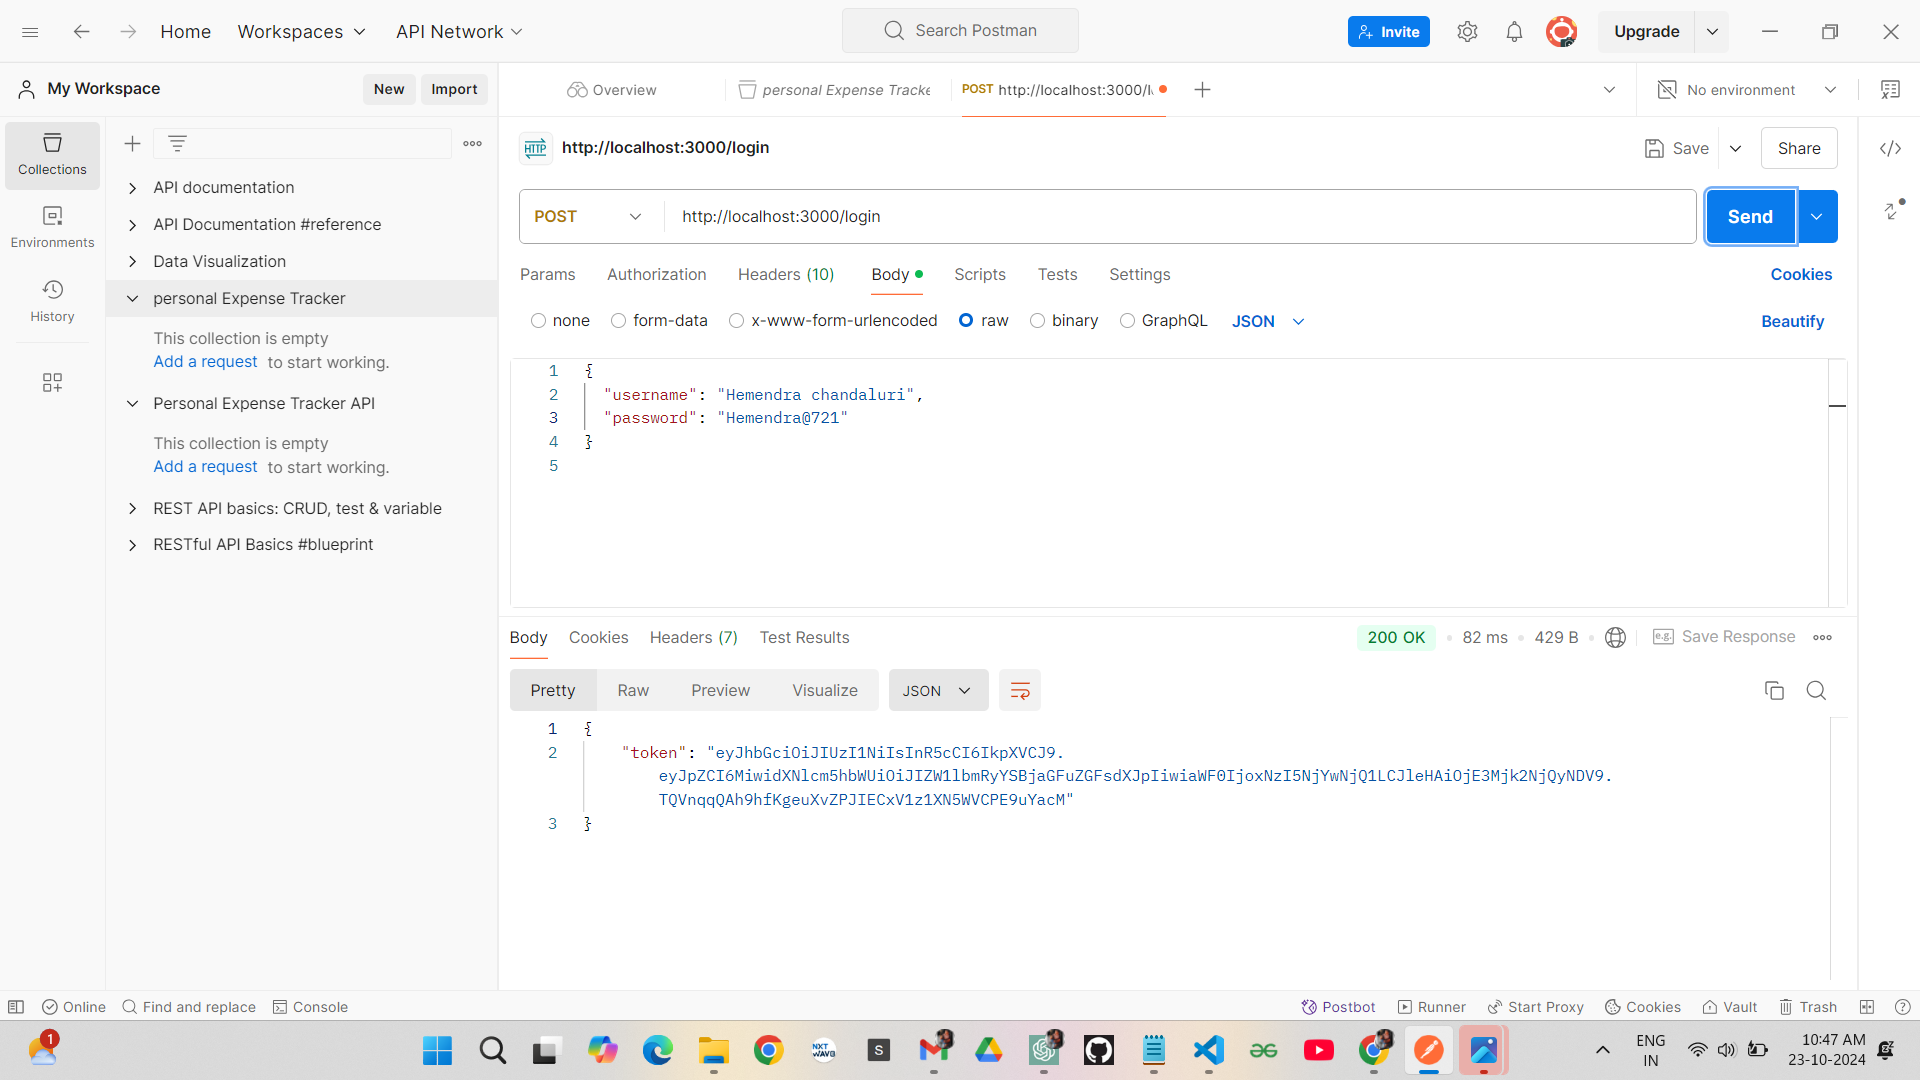 Home
Workspaces
API Network
Search Postman
Invite
Upgrade
My Workspace
New
Import
Overview
personal Expense Tracke
POST http://localhost:3000/l
No environment
Collections
Environments
History
API documentation
API Documentation #reference
Data Visualization
personal Expense Tracker
This collection is empty
Add a request to start working.
Personal Expense Tracker API
This collection is empty
Add a request to start working.
REST API basics: CRUD, test & variable
RESTful API Basics #blueprint
HTTP http://localhost:3000/login
Save
Share
POST
http://localhost:3000/login
Send
Params
Authorization
Headers (10)
Body
Scripts
Tests
Settings
Cookies
none
form-data
x-www-form-urlencoded
raw
binary
GraphQL
JSON
Beautify
1 {
2 "username": "Hemendra chandaluri",
3 "password": "Hemendra@721"
4 }
5
Body
Cookies
Headers (7)
Test Results
200 OK
82 ms
429 B
e.g. Save Response
Pretty
Raw
Preview
Visualize
JSON
1 {
2 "token": "eyJhbGciOiJIUzI1NiIsInR5cCI6IkpXVCJ9.
eyJpZCI6MiwidXNlcm5hbWUiOiJIZW1lbmRyYSBjaGFuZGFsdXJpIiwiaWF0IjoxNzI5NjYwNjQ1LCJleHAiOjE3Mjk2NjQyNDV9.
TQVnqqQAh9hfKgeuXvZPJIECxV1z1XN5WVCPE9uYacM"
3 }
Online
Find and replace
Console
Postbot
Runner
Start Proxy
Cookies
Vault
Trash
1
NXT
WAVE
S
ENG
IN
10:47 AM
23-10-2024